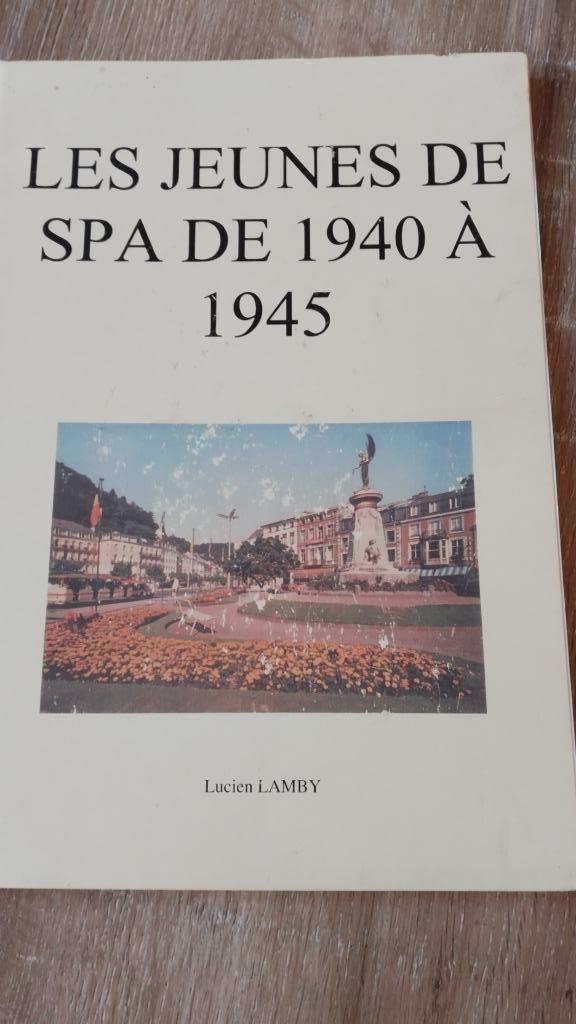 LES JEUNES DE
SPA DE 1940 À
1945
Lucien LAMBY